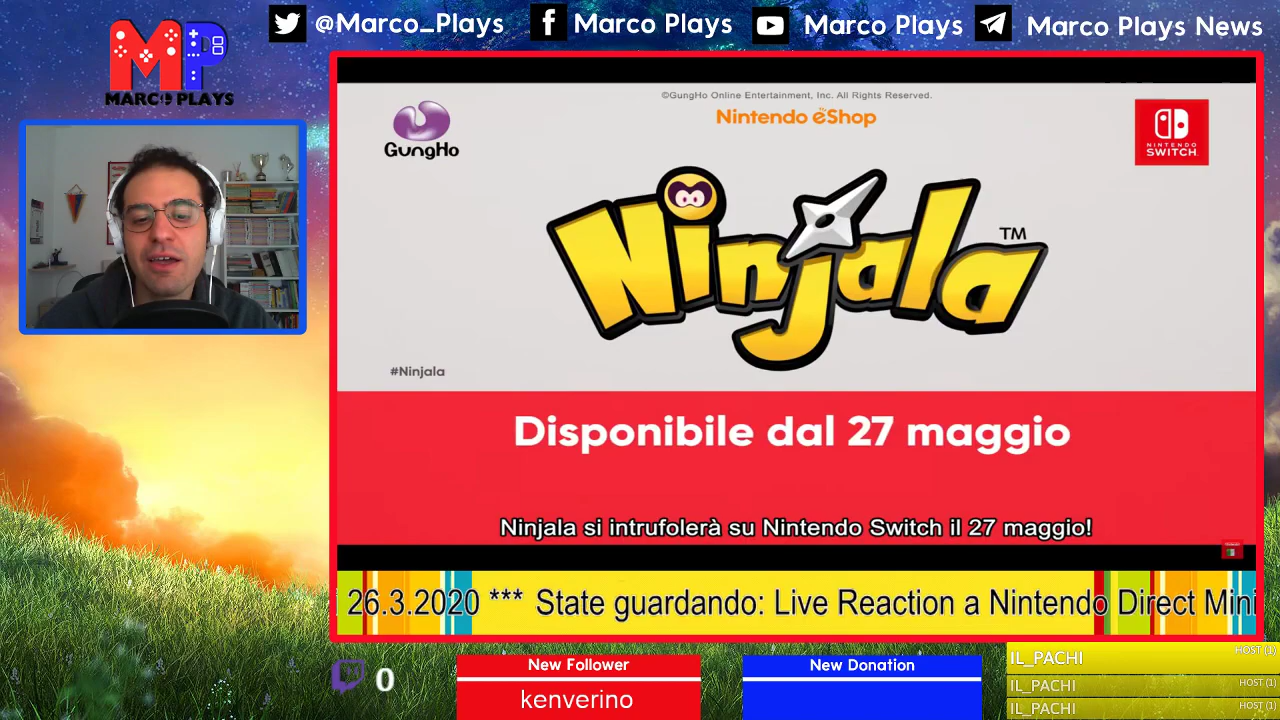 @Marco_Plays
Marco Plays
Marco Plays
Marco Plays News
MP
MARCO PLAYS
©GungHo Online Entertainment, Inc. All Rights Reserved.
Nintendo eShop
GungHo
NINTENDO
SWITCH
Ninjala™
#Ninjala
Disponibile dal 27 maggio
Ninjala si intrufolerà su Nintendo Switch il 27 maggio!
26.3.2020 *** State guardando: Live Reaction a Nintendo Direct Mini
0
New Follower
kenverino
New Donation
IL_PACHI HOST (1)
IL_PACHI HOST (1)
IL_PACHI HOST (1)